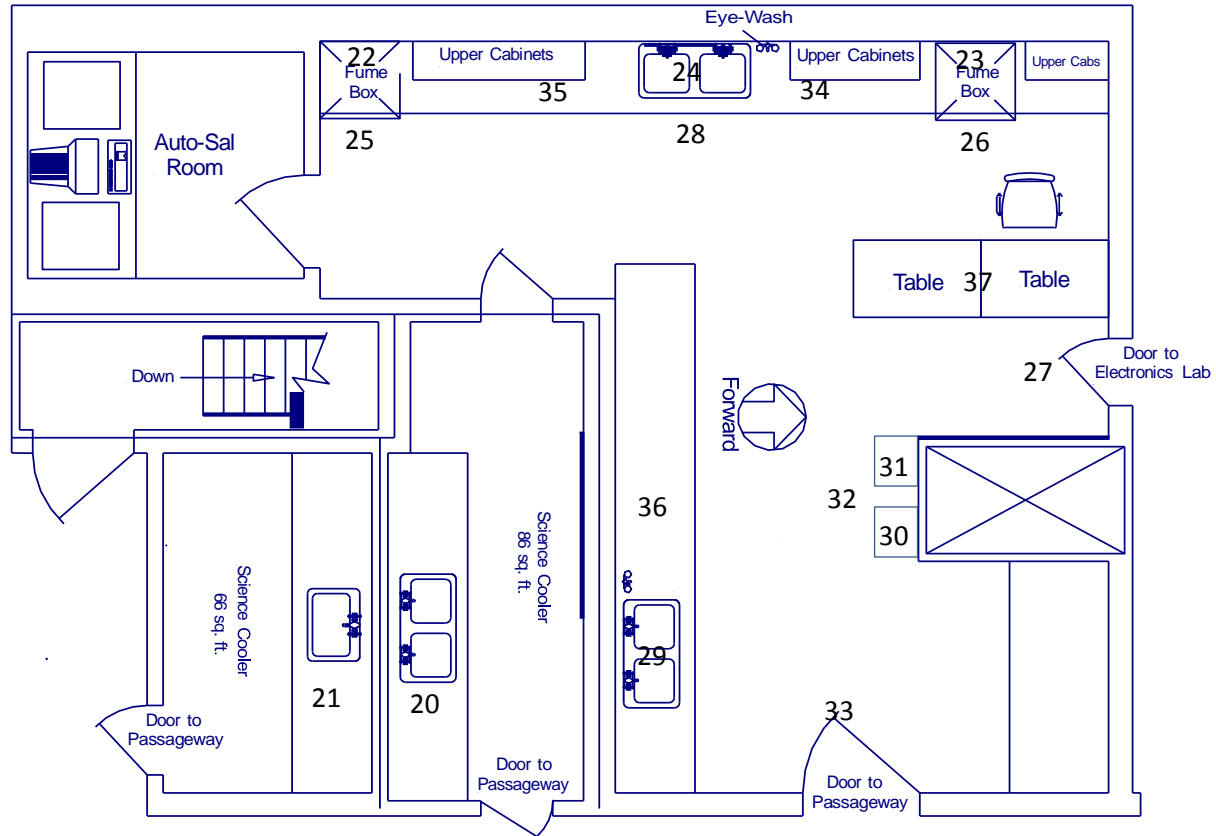 Eye-Wash
22
Fume
Box
Upper Cabinets
35
24
Upper Cabinets
34
23
Fume
Box
Upper Cabs
25
28
26
Auto-Sal
Room
Table
37
Table
Down
Forward
27
Door to
Electronics Lab
31
32
30
36
Science Cooler
86 sq. ft.
Science Cooler
66 sq. ft.
29
21
20
33
Door to
Passageway
Door to
Passageway
Door to
Passageway